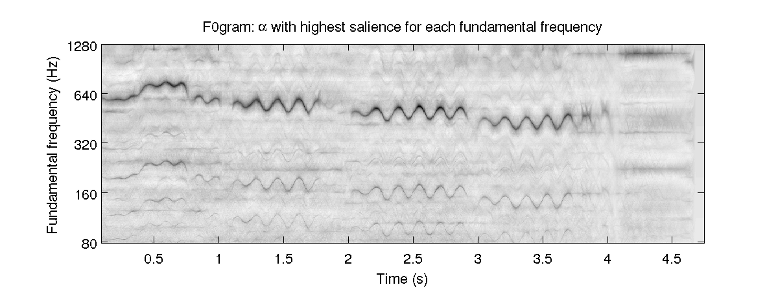 F0gram: α with highest salience for each fundamental frequency
Fundamental frequency (Hz)
1280
640
320
160
80
0.5 1 1.5 2 2.5 3 3.5 4 4.5
Time (s)